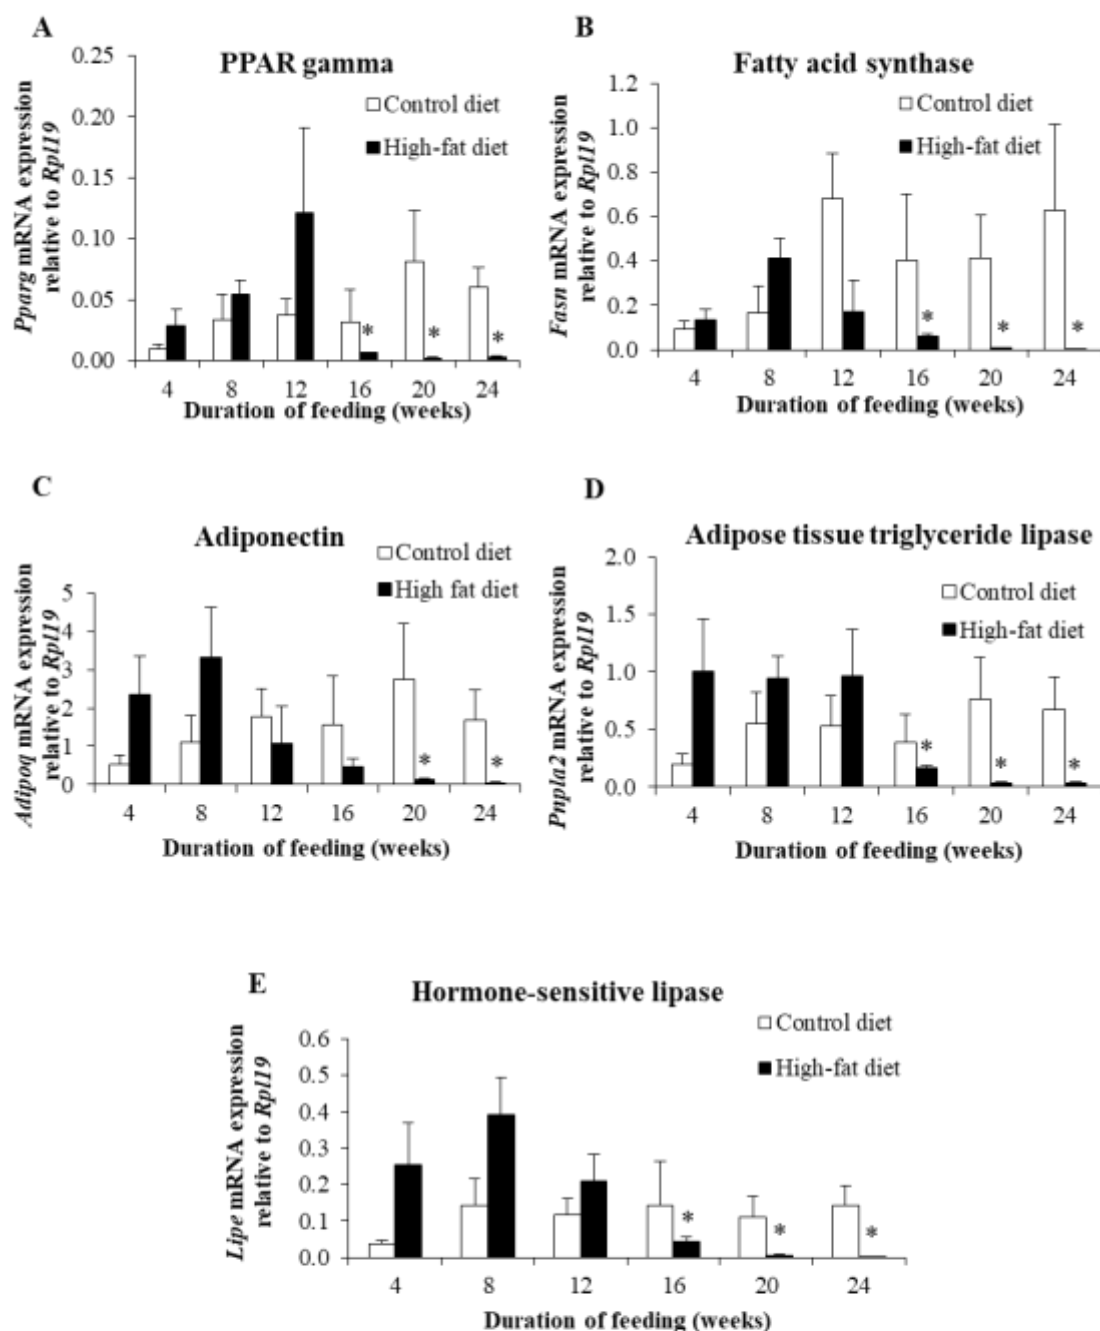 A
PPAR gamma
Control diet
High-fat diet
Pparg mRNA expression
relative to Rpl19
0.25
0.20
0.15
0.10
0.05
0.00
* * *
4 8 12 16 20 24
Duration of feeding (weeks)
B
Fatty acid synthase
Control diet
High-fat diet
Fasn mRNA expression
relative to Rpl19
1.2
1.0
0.8
0.6
0.4
0.2
0.0
* * *
4 8 12 16 20 24
Duration of feeding (weeks)
C
Adiponectin
Control diet
High fat diet
Adipoq mRNA expression
relative to Rpl19
5
4
3
2
1
0
* *
4 8 12 16 20 24
Duration of feeding (weeks)
D
Adipose tissue triglyceride lipase
Control diet
High-fat diet
Pnpla2 mRNA expression
relative to Rpl19
2.0
1.5
1.0
0.5
0.0
* * *
4 8 12 16 20 24
Duration of feeding (weeks)
E
Hormone-sensitive lipase
Control diet
High-fat diet
Lipe mRNA expression
relative to Rpl19
0.6
0.5
0.4
0.3
0.2
0.1
0.0
* * *
4 8 12 16 20 24
Duration of feeding (weeks)